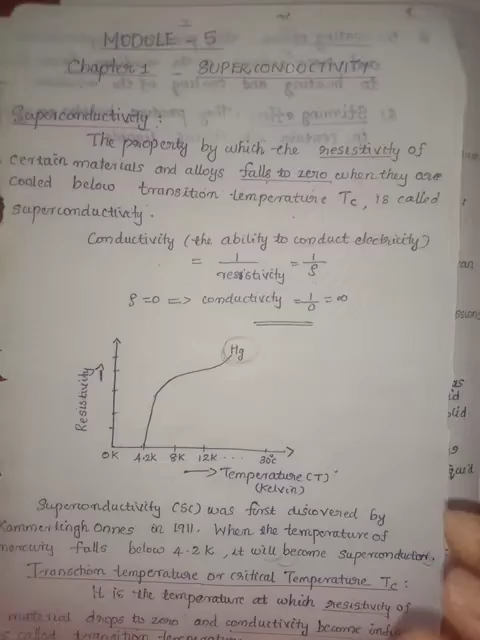 MODULE - 5
Chapter 1 - SUPERCONDUCTIVITY
Superconductivity :
The property by which the resistivity of
certain materials and alloys falls to zero when they are
cooled below transition temperature Tc, is called
superconductivity.
Conductivity (the ability to conduct electricity)
= 1/resistivity = 1/ρ
ρ = 0 => conductivity = 1/0 = ∞
Hg
Resistivity
0K 4.2K 8K 12K ... 30°C
Temperature (T)
(Kelvin)
Superconductivity (SC) was first discovered by
Kammerlingh Onnes in 1911. When the temperature of
mercury falls below 4.2K, it will become superconductor.
Transition temperature or critical Temperature Tc :
It is the temperature at which resistivity of
material drops to zero and conductivity become
is called transition